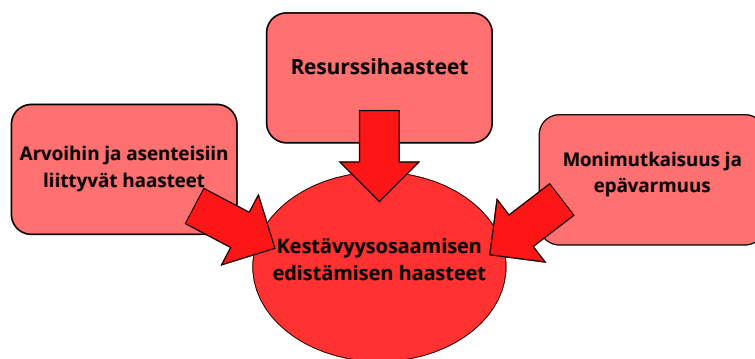 Resurssihaasteet
Arvoihin ja asenteisiin
liittyvät haasteet
Monimutkaisuus ja
epävarmuus
Kestävyysosaamisen
edistämisen haasteet